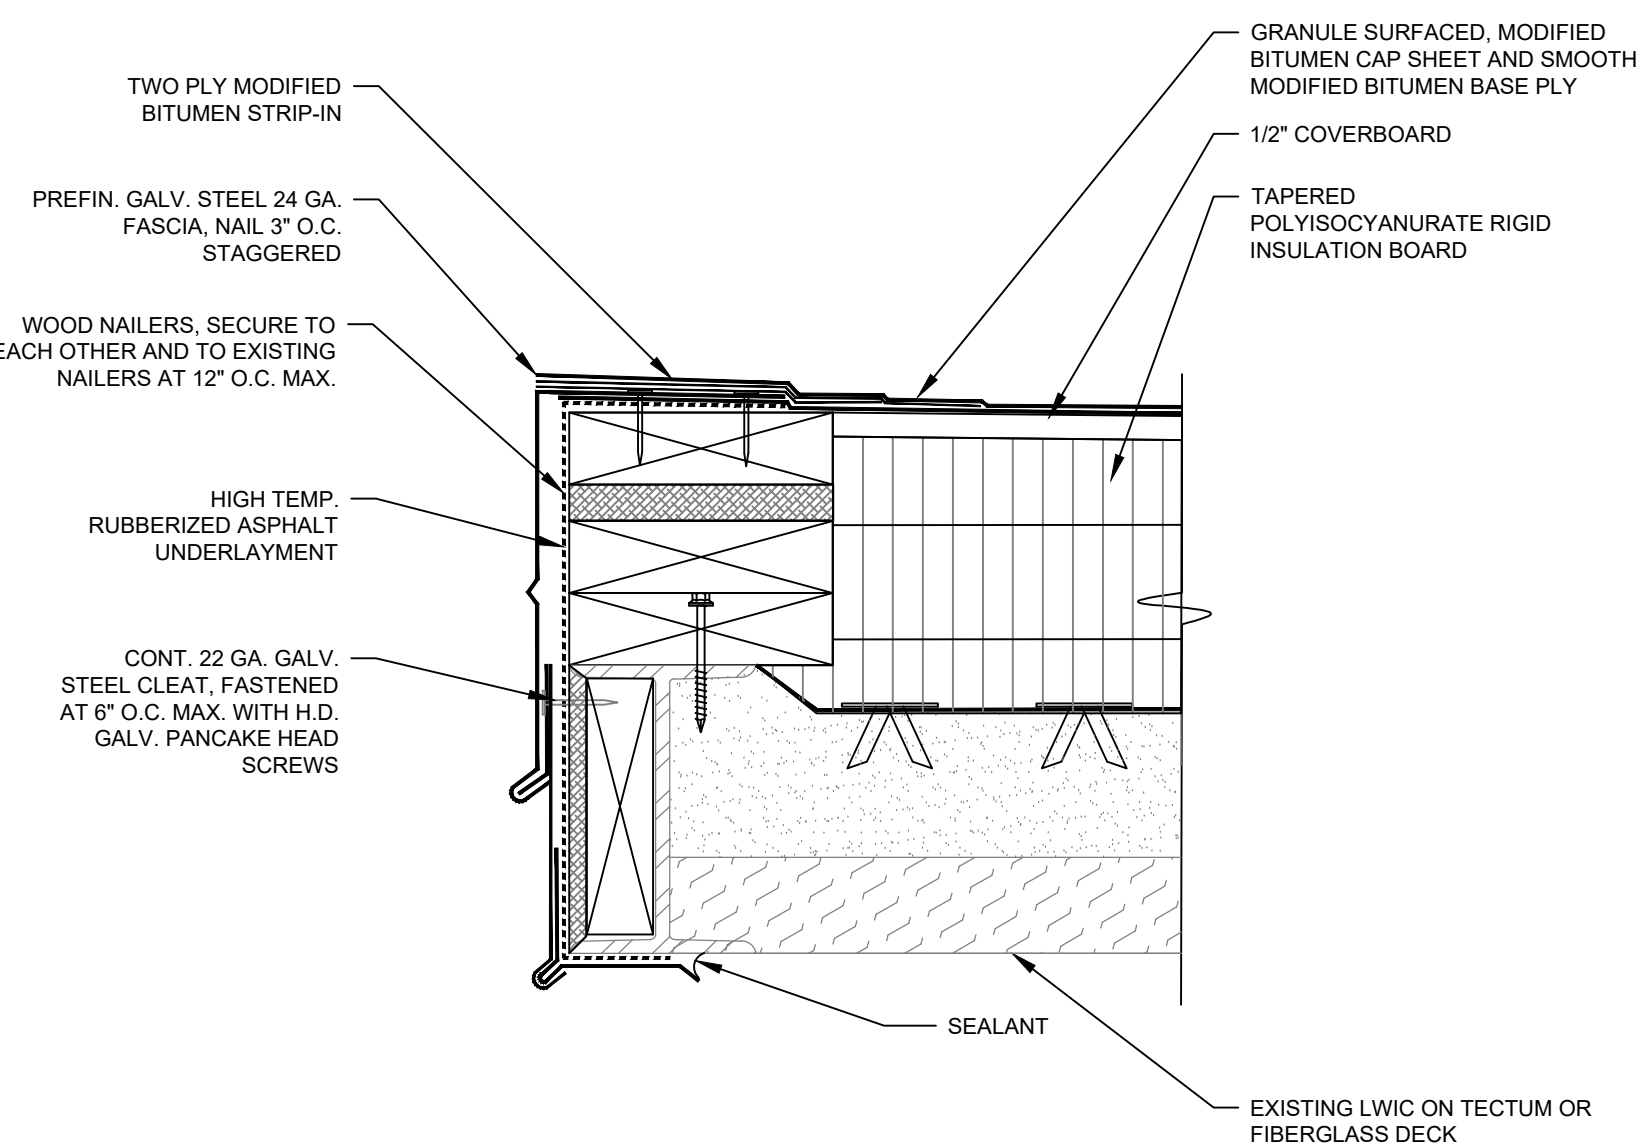 TWO PLY MODIFIED
BITUMEN STRIP-IN
PREFIN. GALV. STEEL 24 GA.
FASCIA, NAIL 3" O.C.
STAGGERED
WOOD NAILERS, SECURE TO
EACH OTHER AND TO EXISTING
NAILERS AT 12" O.C. MAX.
HIGH TEMP.
RUBBERIZED ASPHALT
UNDERLAYMENT
CONT. 22 GA. GALV.
STEEL CLEAT, FASTENED
AT 6" O.C. MAX. WITH H.D.
GALV. PANCAKE HEAD
SCREWS
GRANULE SURFACED, MODIFIED
BITUMEN CAP SHEET AND SMOOTH
MODIFIED BITUMEN BASE PLY
1/2" COVERBOARD
TAPERED
POLYISOCYANURATE RIGID
INSULATION BOARD
SEALANT
EXISTING LWIC ON TECTUM OR
FIBERGLASS DECK